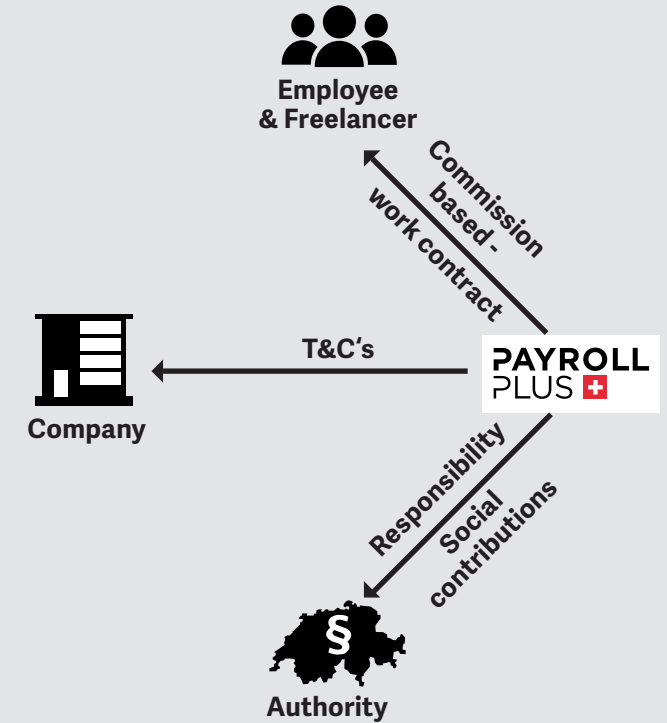 Employee
& Freelancer
Commission
based -
work contract
T&C‘s
PAYROLL
PLUS
Company
Responsibility
Social
contributions
§
Authority